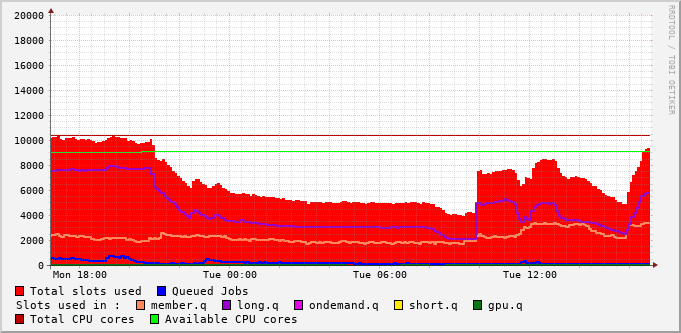 20000
18000
16000
14000
12000
10000
8000
6000
4000
2000
0
Mon 18:00 Tue 00:00 Tue 06:00 Tue 12:00
Total slots used Queued Jobs
Slots used in : member.q long.q ondemand.q short.q gpu.q
Total CPU cores Available CPU cores
RRDTOOL / TOBI OETIKER